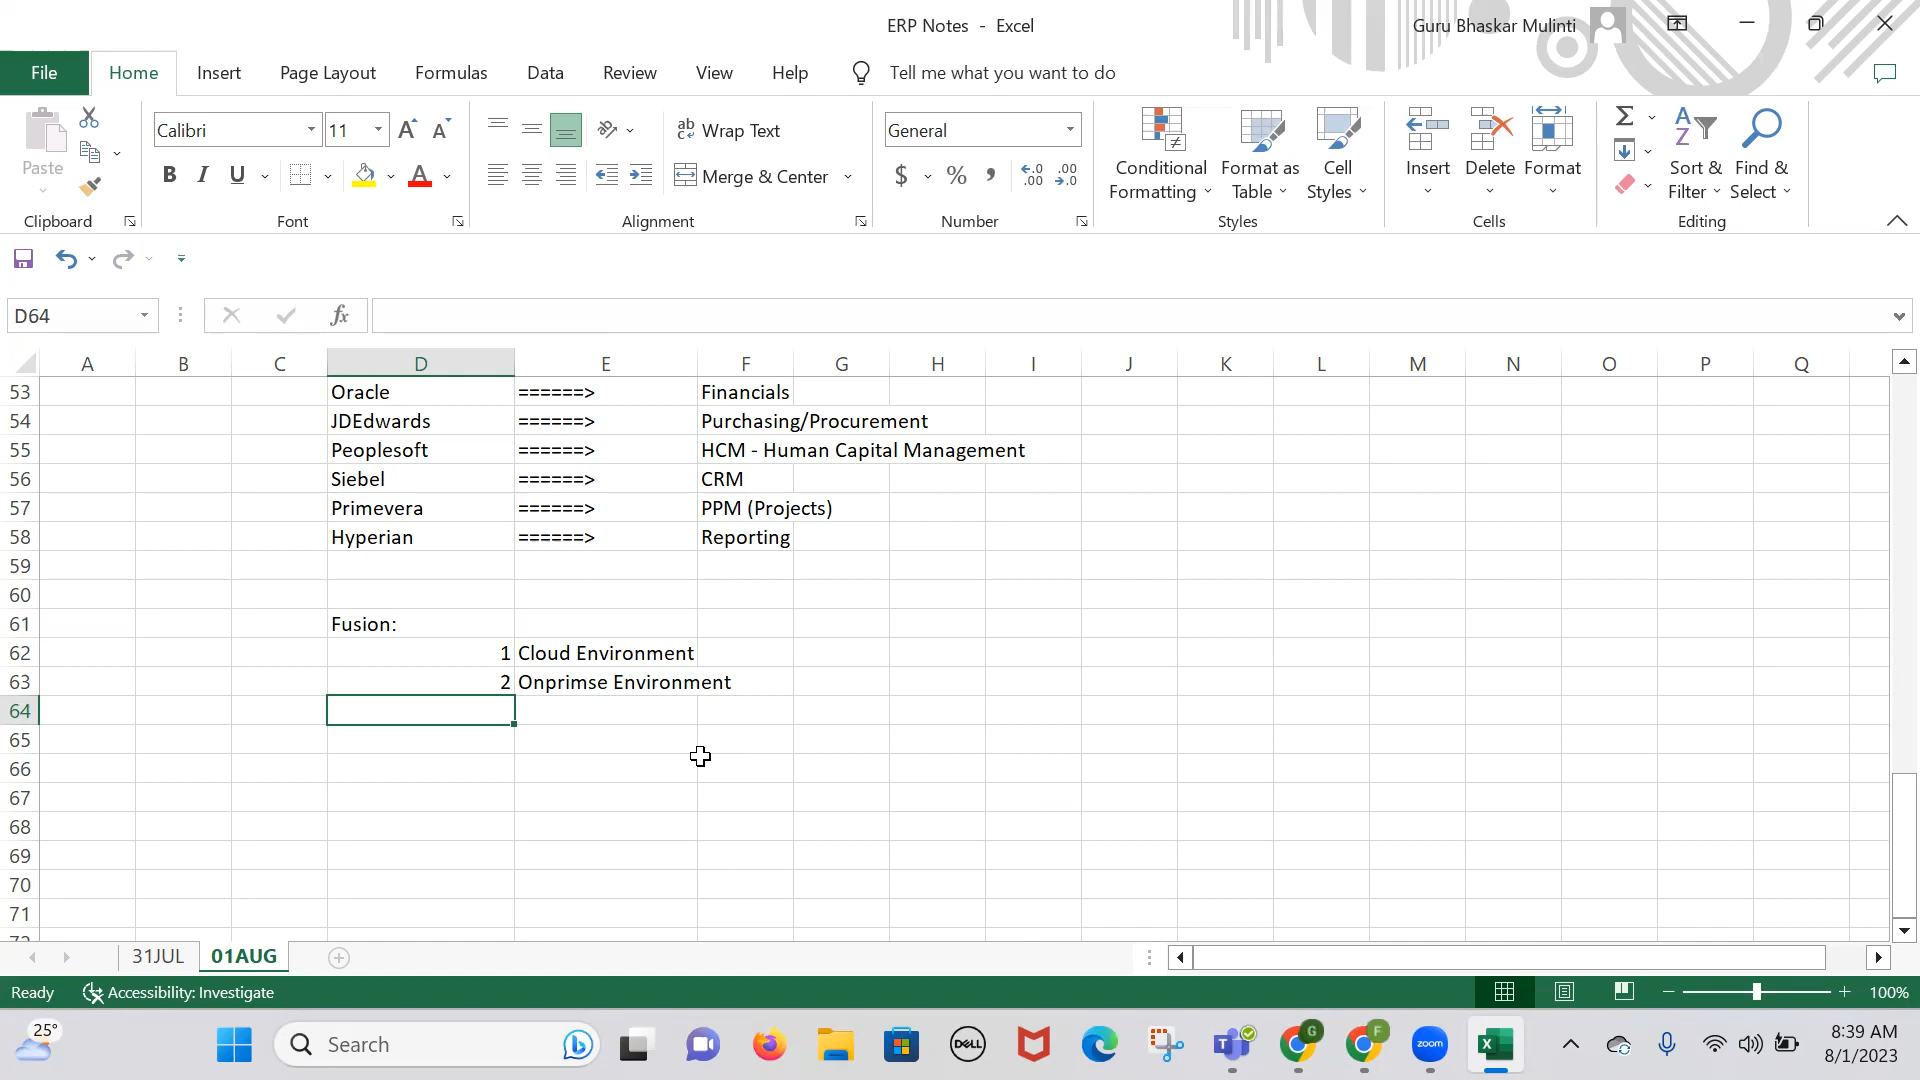 ERP Notes - Excel
Guru Bhaskar Mulinti
File Home Insert Page Layout Formulas Data Review View Help Tell me what you want to do
Paste
Calibri 11
Wrap Text
Merge & Center
General
Conditional Formatting
Format as Table
Cell Styles
Insert
Delete
Format
Sort & Filter
Find & Select
Clipboard Font Alignment Number Styles Cells Editing
D64
fx
A B C D E F G H I J K L M N O P Q
53 Oracle ======> Financials
54 JDEdwards ======> Purchasing/Procurement
55 Peoplesoft ======> HCM - Human Capital Management
56 Siebel ======> CRM
57 Primevera ======> PPM (Projects)
58 Hyperian ======> Reporting
59
60
61 Fusion:
62 1 Cloud Environment
63 2 Onprimse Environment
64
65
66
67
68
69
70
71
72
31JUL 01AUG
Ready Accessibility: Investigate 100%
25°
Search
DELL
zoom
8:39 AM
8/1/2023